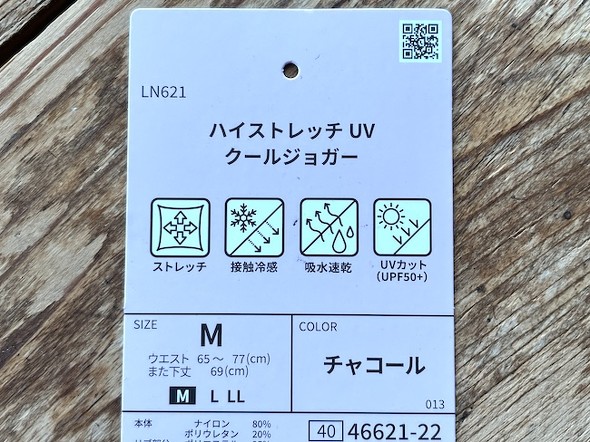 LN621
ハイストレッチ UV
クールジョガー
ストレッチ 接触冷感 吸水速乾 UVカット
(UPF50+)
SIZE
M
ウエスト 65〜 77(cm)
また下丈 69(cm)
M L LL
COLOR
チャコール
013
本体 ナイロン 80%
ポリウレタン 20%
40 46621-22